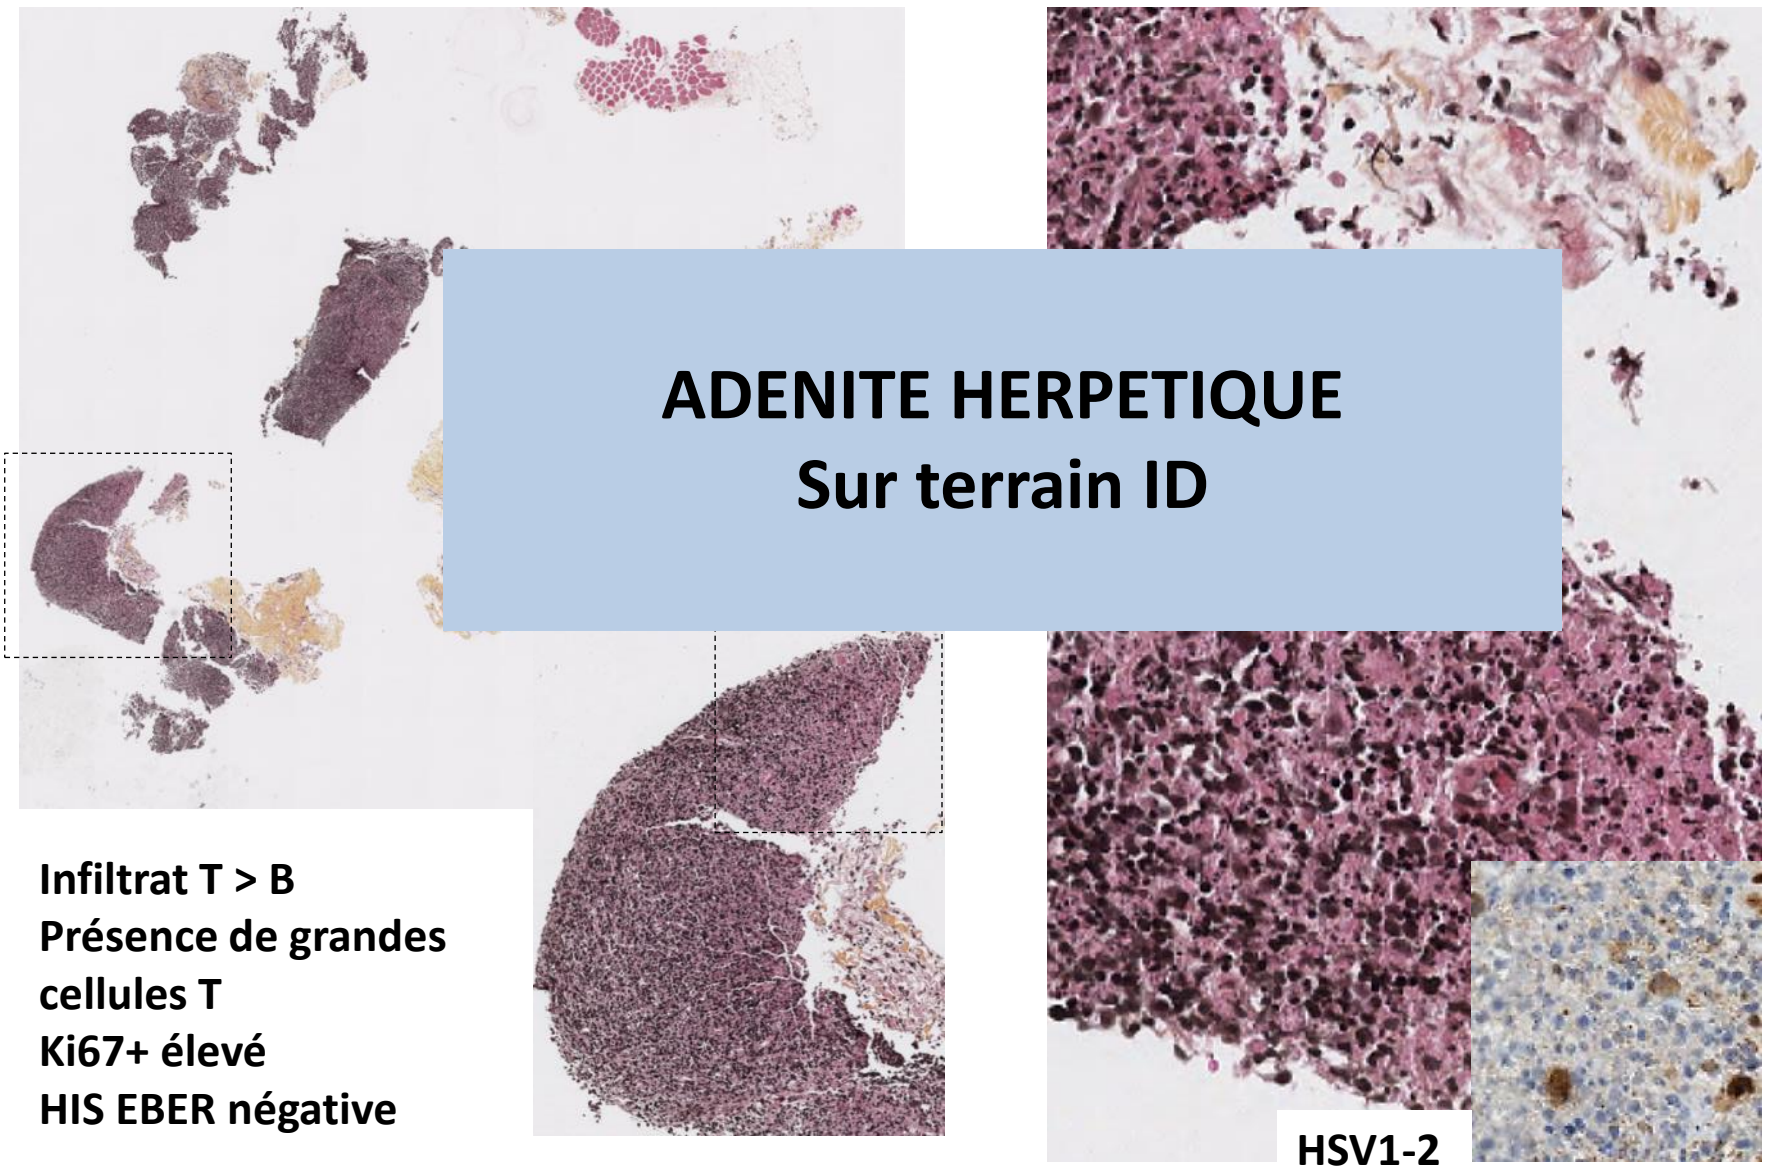 ADENITE HERPETIQUE
Sur terrain ID
Infiltrat T > B
Présence de grandes
cellules T
Ki67+ élevé
HIS EBER négative
HSV1-2